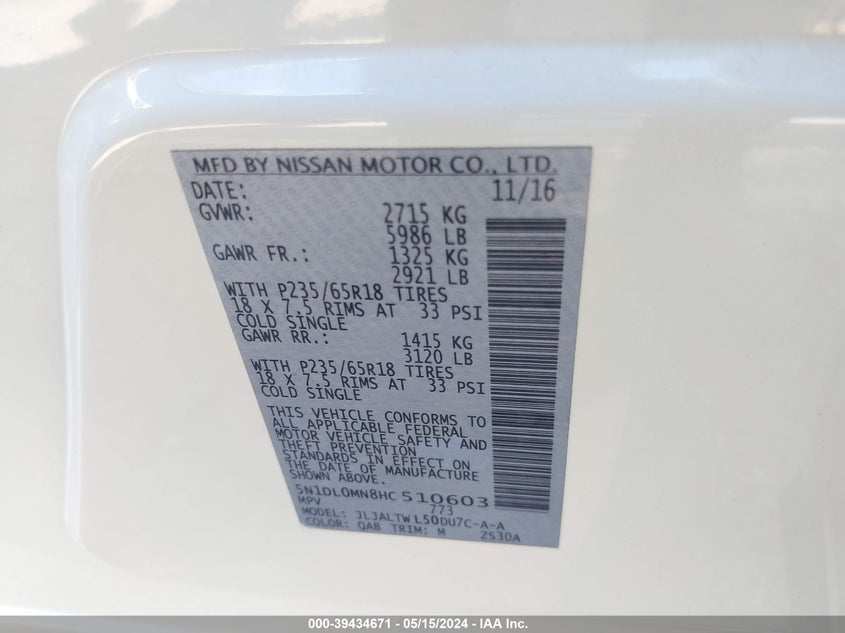 MFD BY NISSAN MOTOR CO., LTD.
DATE: 11/16
GVWR: 2715 KG
5986 LB
GAWR FR.: 1325 KG
2921 LB
WITH P235/65R18 TIRES
18 X 7.5 RIMS AT 33 PSI
COLD SINGLE
GAWR RR.: 1415 KG
3120 LB
WITH P235/65R18 TIRES
18 X 7.5 RIMS AT 33 PSI
COLD SINGLE
THIS VEHICLE CONFORMS TO
ALL APPLICABLE FEDERAL
MOTOR VEHICLE SAFETY AND
THEFT PREVENTION
STANDARDS IN EFFECT ON
THE DATE OF MANUFACTURE
SHOWN ABOVE.
5N1DL0MN8HC510603
MPV 773
MODEL: JLJALTWL50DU7C-A-A
COLOR: QAB TRIM: M ZS30A
000-39434671 - 05/15/2024 - IAA Inc.